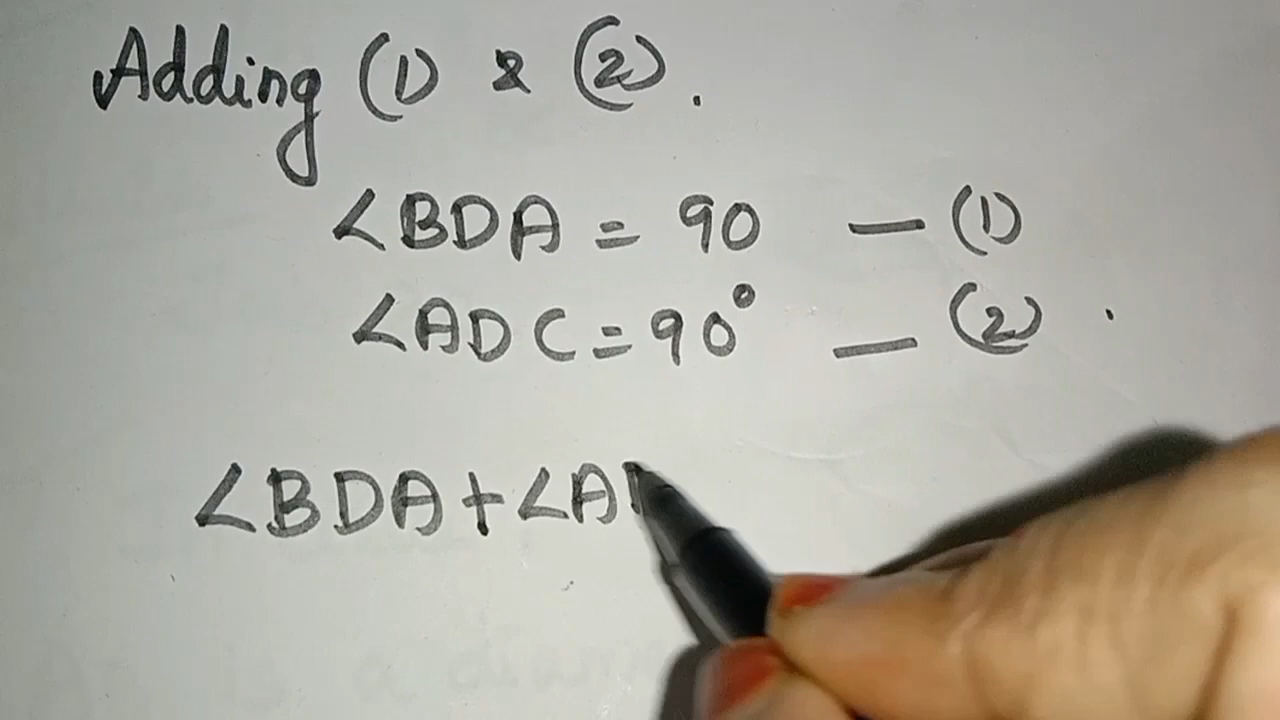 Adding (1) & (2).
∠BDA = 90 — (1)
∠ADC = 90° — (2).
∠BDA + ∠A